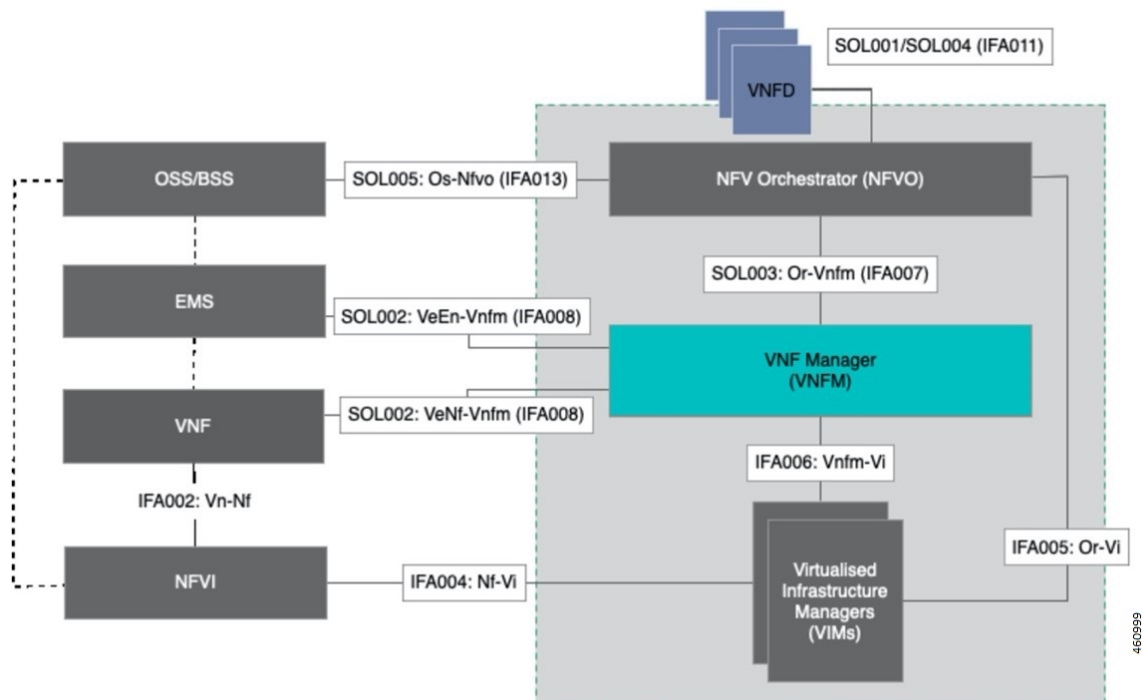 SOL001/SOL004 (IFA011)
VNFD
OSS/BSS
SOL005: Os-Nfvo (IFA013)
NFV Orchestrator (NFVO)
SOL003: Or-Vnfm (IFA007)
EMS
SOL002: VeEn-Vnfm (IFA008)
VNF Manager
(VNFM)
VNF
SOL002: VeNf-Vnfm (IFA008)
IFA006: Vnfm-Vi
IFA002: Vn-Nf
IFA005: Or-Vi
NFVI
IFA004: Nf-Vi
Virtualised
Infrastructure
Managers
(VIMs)
460999